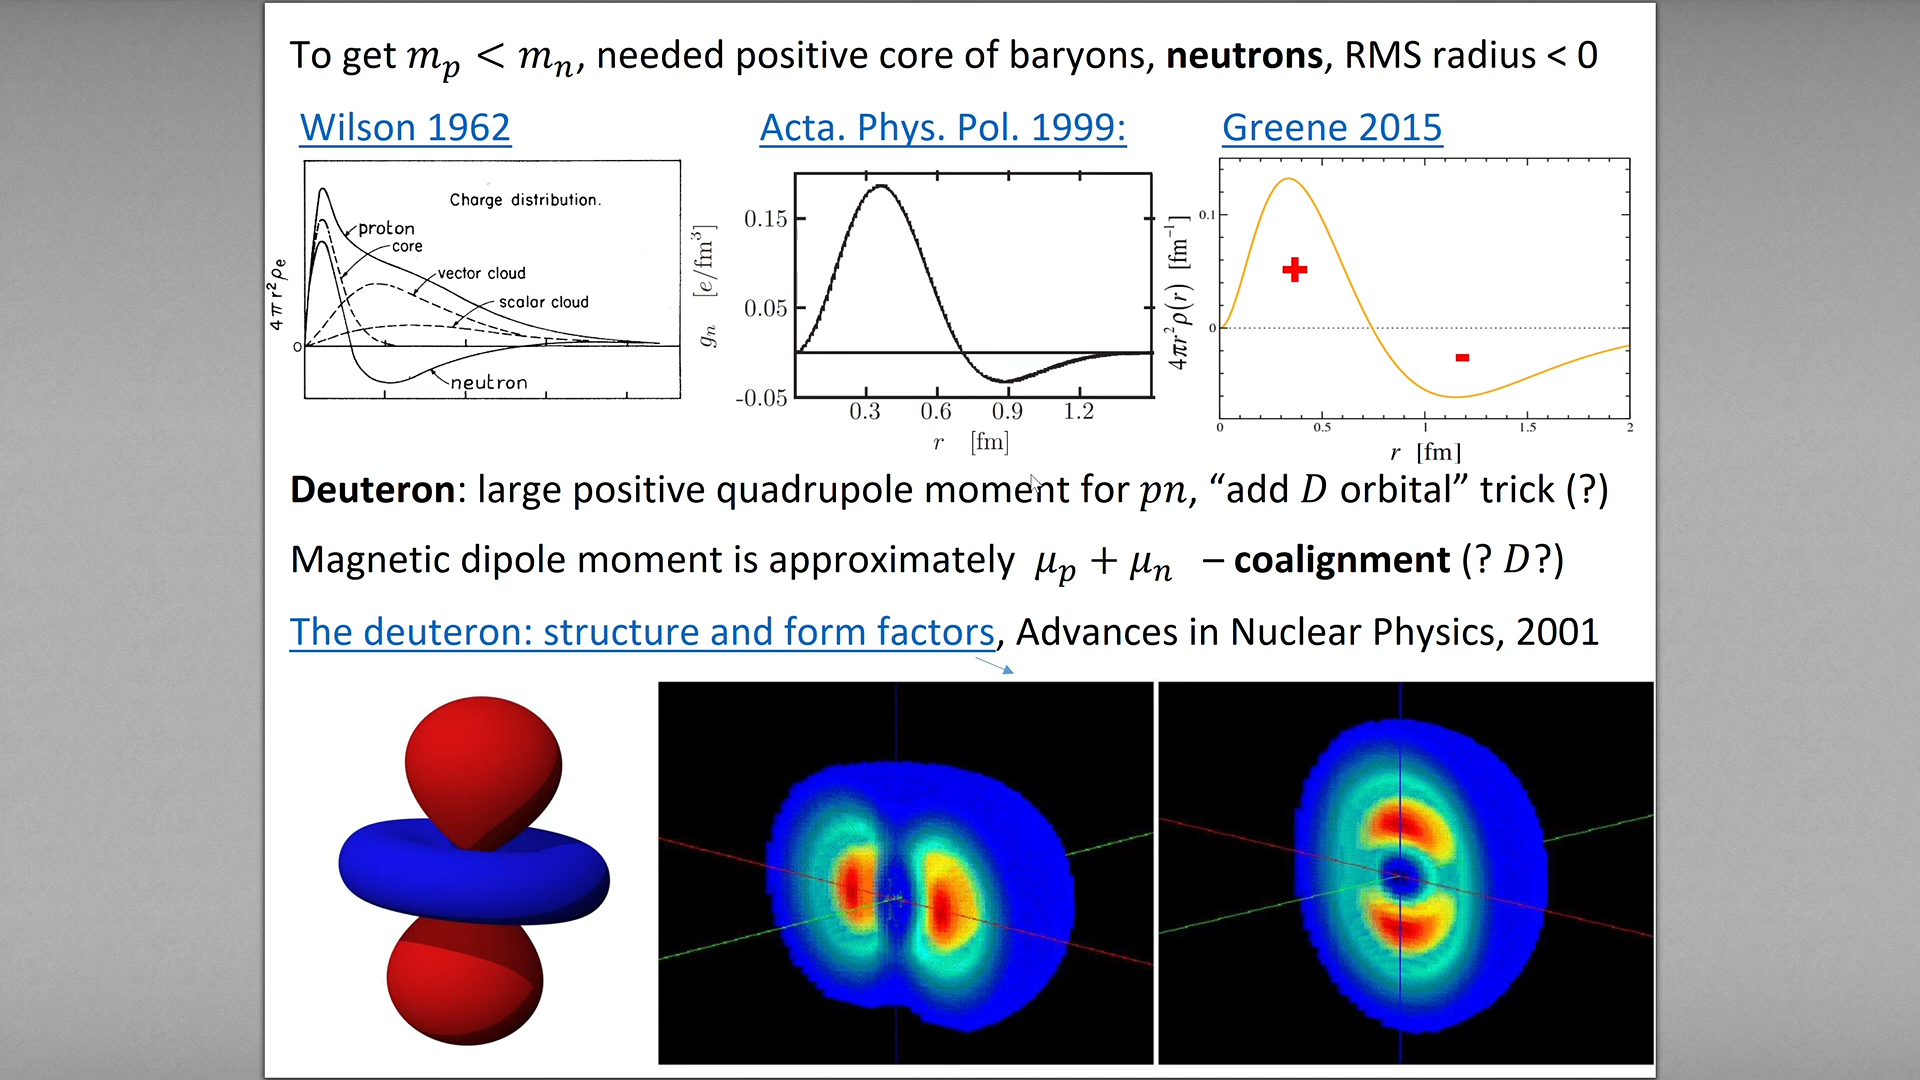 To get m_p < m_n, needed positive core of baryons, neutrons, RMS radius < 0
Wilson 1962
Acta. Phys. Pol. 1999:
Greene 2015
4πr²ρe
0
Charge distribution.
proton
core
vector cloud
scalar cloud
neutron
g_n [e/fm³]
0.15
0.05
-0.05
0.3 0.6 0.9 1.2
r [fm]
4πr²ρ(r) [fm⁻¹]
0.1
0
+
-
0 0.5 1 1.5 2
r [fm]
Deuteron: large positive quadrupole moment for pn, “add D orbital” trick (?)
Magnetic dipole moment is approximately μ_p + μ_n – coalignment (? D?)
The deuteron: structure and form factors, Advances in Nuclear Physics, 2001